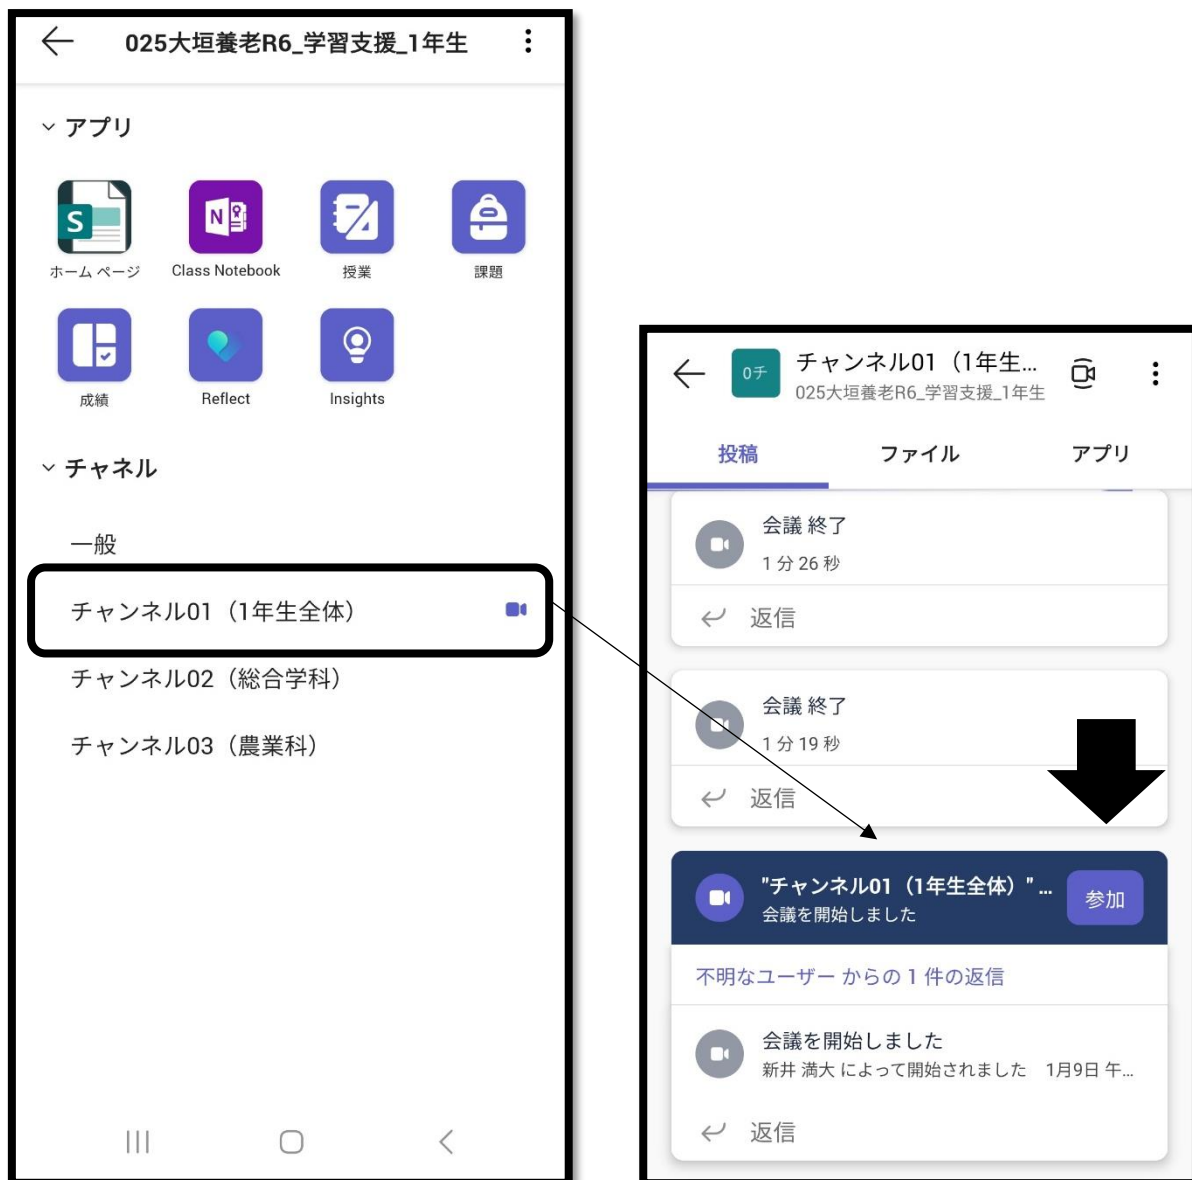 025大垣養老R6_学習支援_1年生
アプリ
ホーム ページ
Class Notebook
授業
課題
成績
Reflect
Insights
チャネル
一般
チャンネル01（1年生全体）
チャンネル02（総合学科）
チャンネル03（農業科）
0チ
チャンネル01（1年生...
025大垣養老R6_学習支援_1年生
投稿
ファイル
アプリ
会議 終了
1 分 26 秒
返信
会議 終了
1 分 19 秒
返信
"チャンネル01（1年生全体）" ...
会議を開始しました
参加
不明なユーザー からの 1 件の返信
会議を開始しました
新井 満大 によって開始されました 1月9日 午...
返信